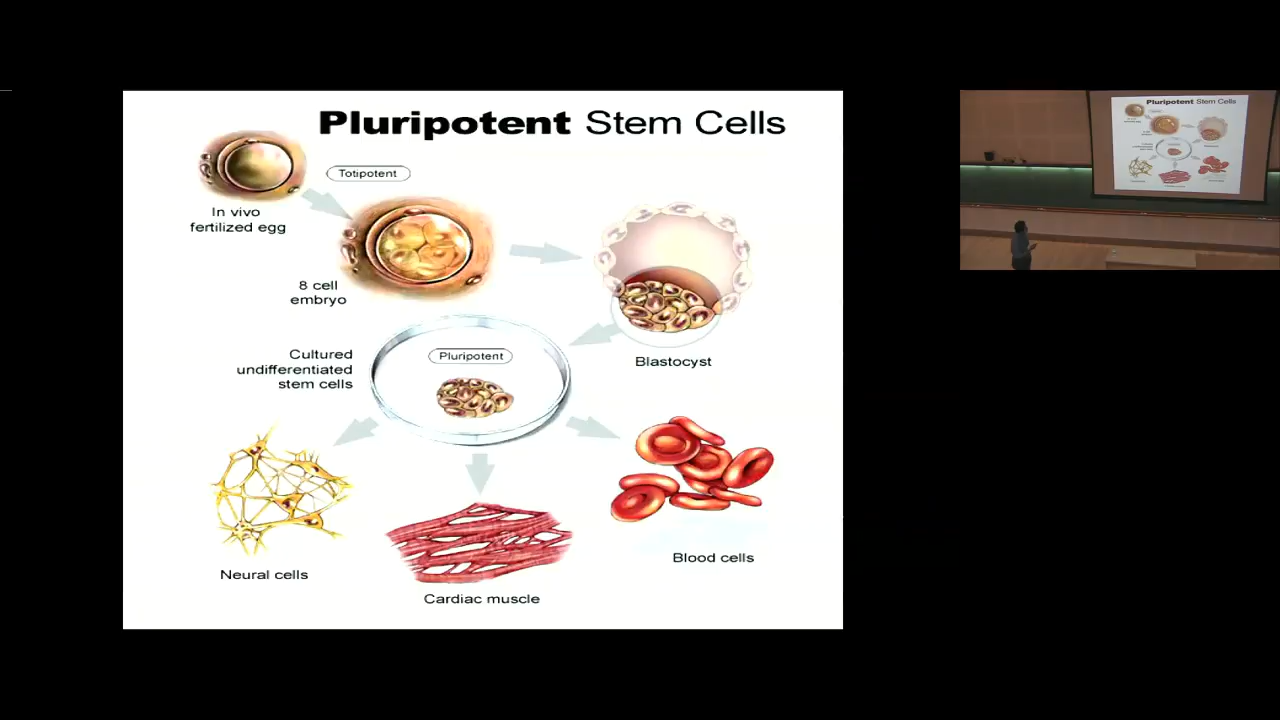 Pluripotent Stem Cells
Totipotent
In vivo
fertilized egg
8 cell
embryo
Blastocyst
Cultured
undifferentiated
stem cells
Pluripotent
Neural cells
Cardiac muscle
Blood cells
Pluripotent Stem Cells